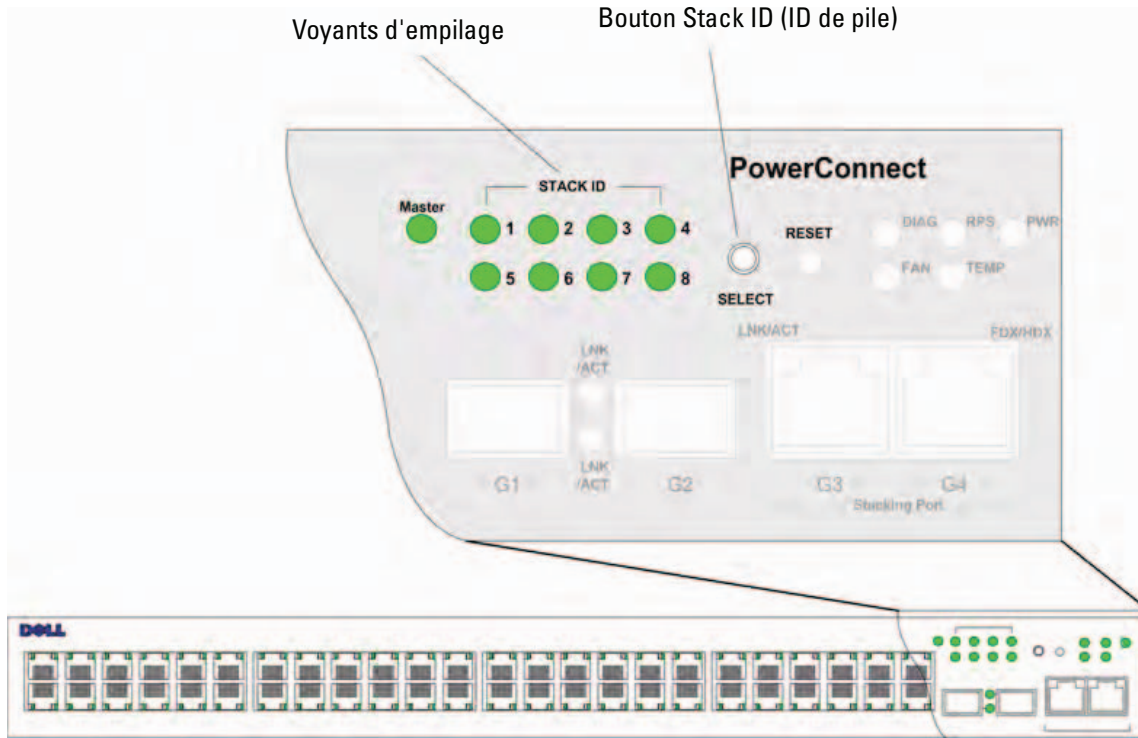 Voyants d'empilage
Bouton Stack ID (ID de pile)
PowerConnect
STACK ID
Master
1 2 3 4
5 6 7 8
RESET
SELECT
DIAG RPS PWR
FAN TEMP
LNK/ACT
FDX/HDX
LNK
/ACT
LNK
/ACT
G1
G2
G3
G4
Stacking Port
DELL